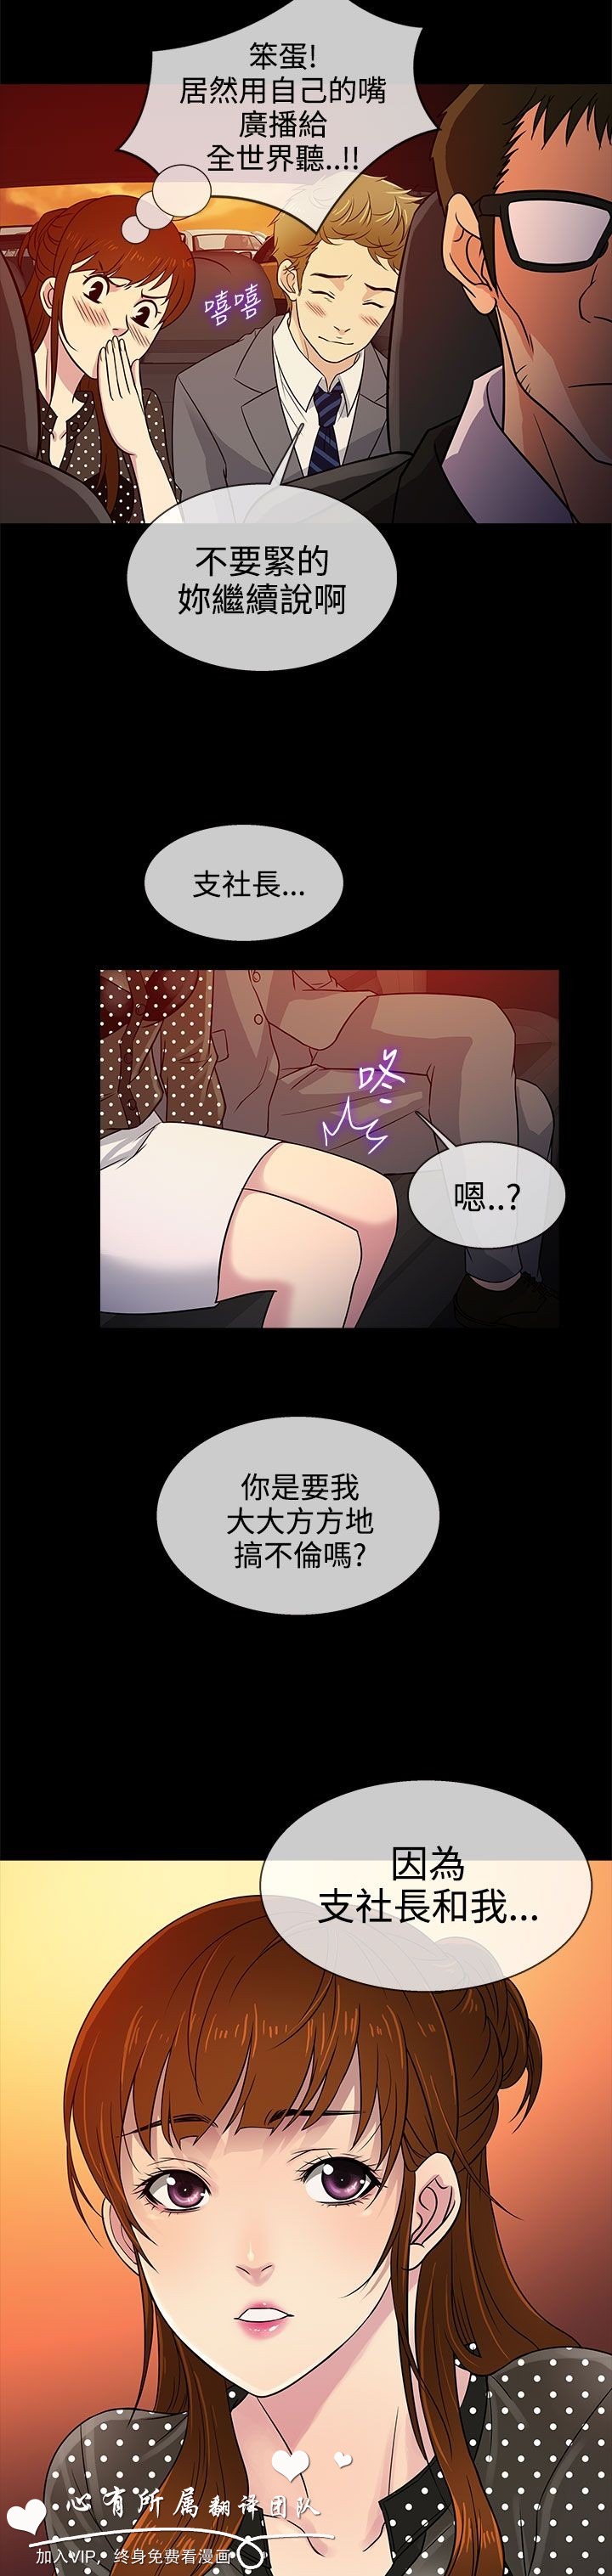 笨蛋!
居然用自己的嘴
廣播給
全世界聽..!!
嘻嘻
不要緊的
妳繼續說啊
支社長...
咚
嗯..?
你是要我
大大方方地
搞不倫嗎?
因為
支社長和我...
心有所属翻译团队
加入VIP，终身免费看漫画